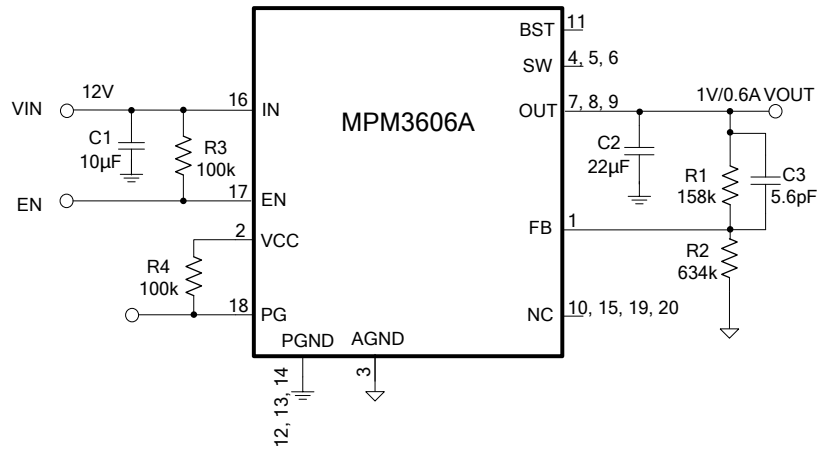 BST
11
SW
4, 5, 6
VIN
12V
16
IN
MPM3606A
OUT
7, 8, 9
1V/0.6A VOUT
C1
10µF
R3
100k
C2
22µF
R1
158k
C3
5.6pF
EN
17
EN
2
VCC
FB
1
R4
100k
R2
634k
18
PG
NC
10, 15, 19, 20
PGND
AGND
12, 13, 14
3